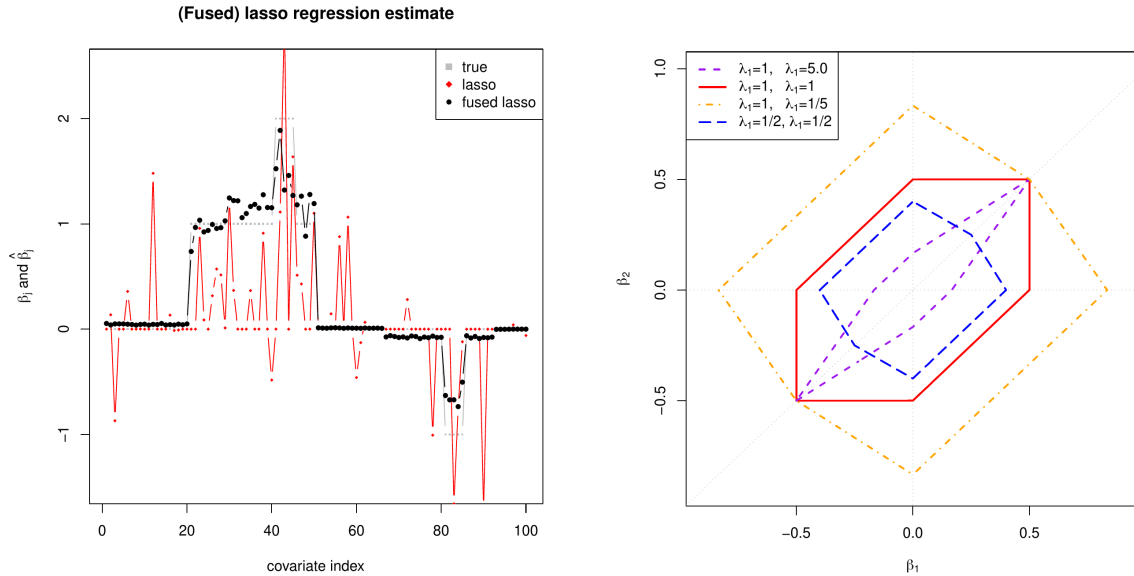 (Fused) lasso regression estimate
β_j and β̂_j
2
1
0
−1
true
lasso
fused lasso
0
20
40
60
80
100
covariate index
β₂
1.0
0.5
0.0
−0.5
λ₁=1, λ₁=5.0
λ₁=1, λ₁=1
λ₁=1, λ₁=1/5
λ₁=1/2, λ₁=1/2
−0.5
0.0
0.5
β₁